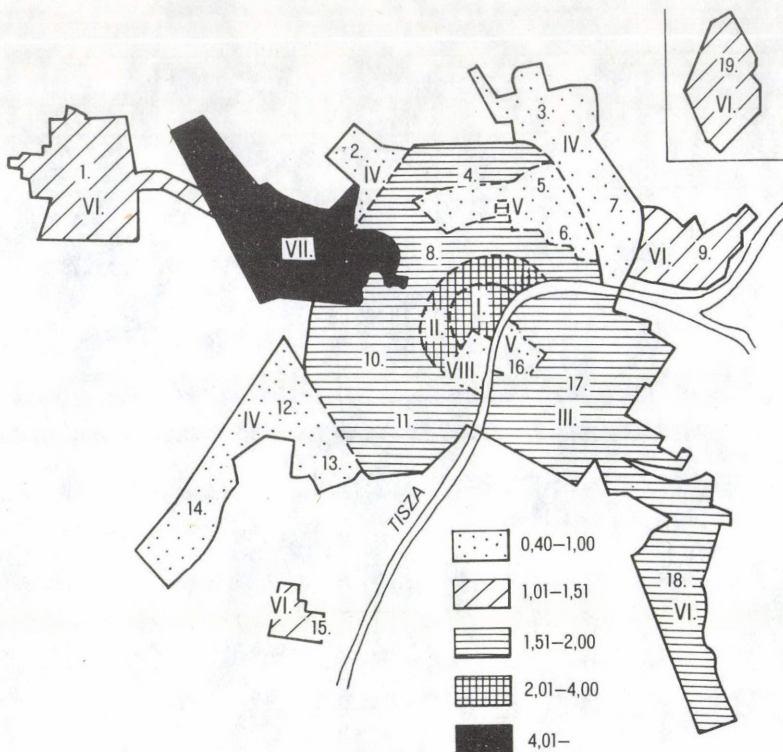 19.
VI.
3.
IV.
2.
IV.
1.
VI.
4.
5.
V
7.
6.
VII.
8.
VI.
9.
I.
II.
V
10.
VIII.
16.
17.
III.
12.
IV
11.
13.
14.
TISZA
18.
VI.
VI.
15.
0,40—1,00
1,01—1,51
1,51—2,00
2,01—4,00
4,01—